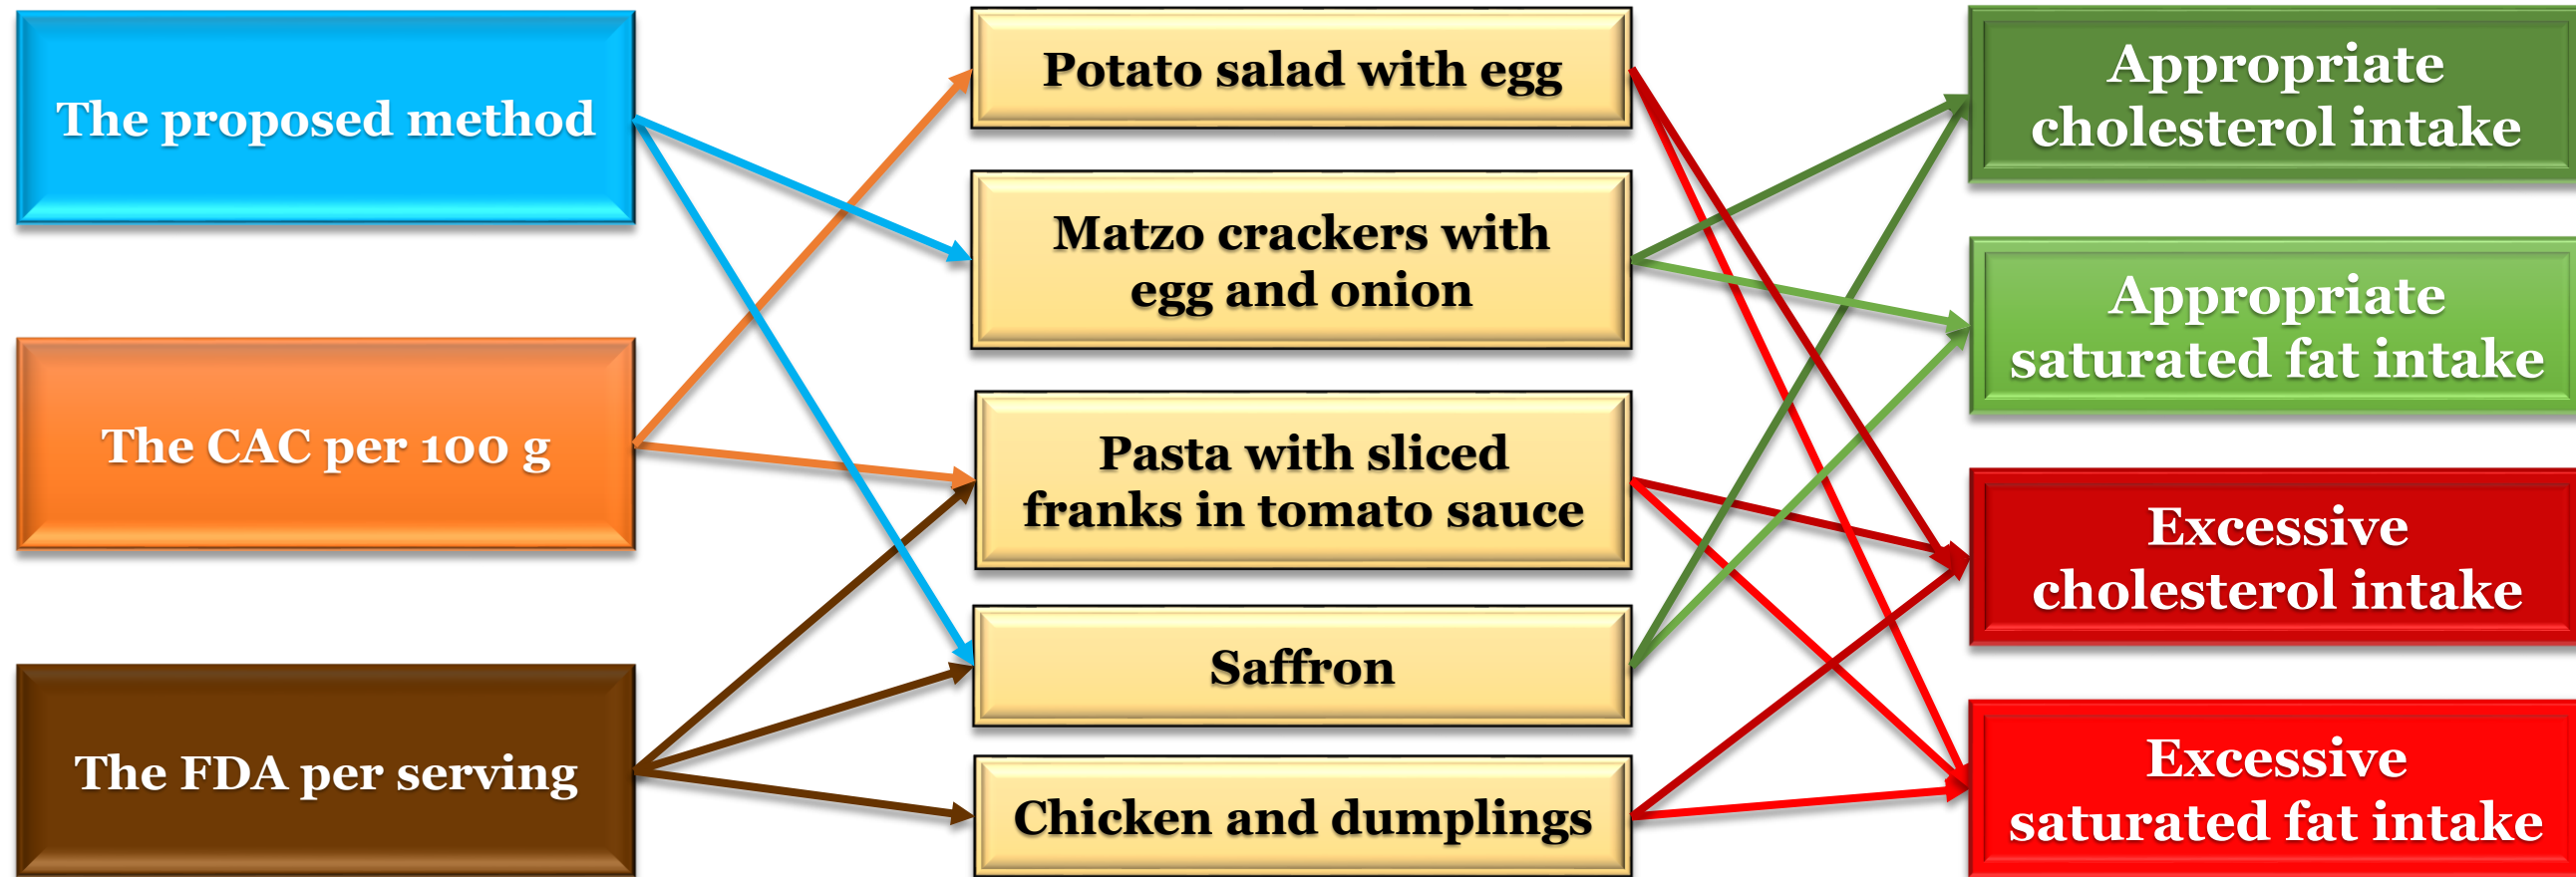 The proposed method
The CAC per 100 g
The FDA per serving
Potato salad with egg
Matzo crackers with
egg and onion
Pasta with sliced
franks in tomato sauce
Saffron
Chicken and dumplings
Appropriate
cholesterol intake
Appropriate
saturated fat intake
Excessive
cholesterol intake
Excessive
saturated fat intake